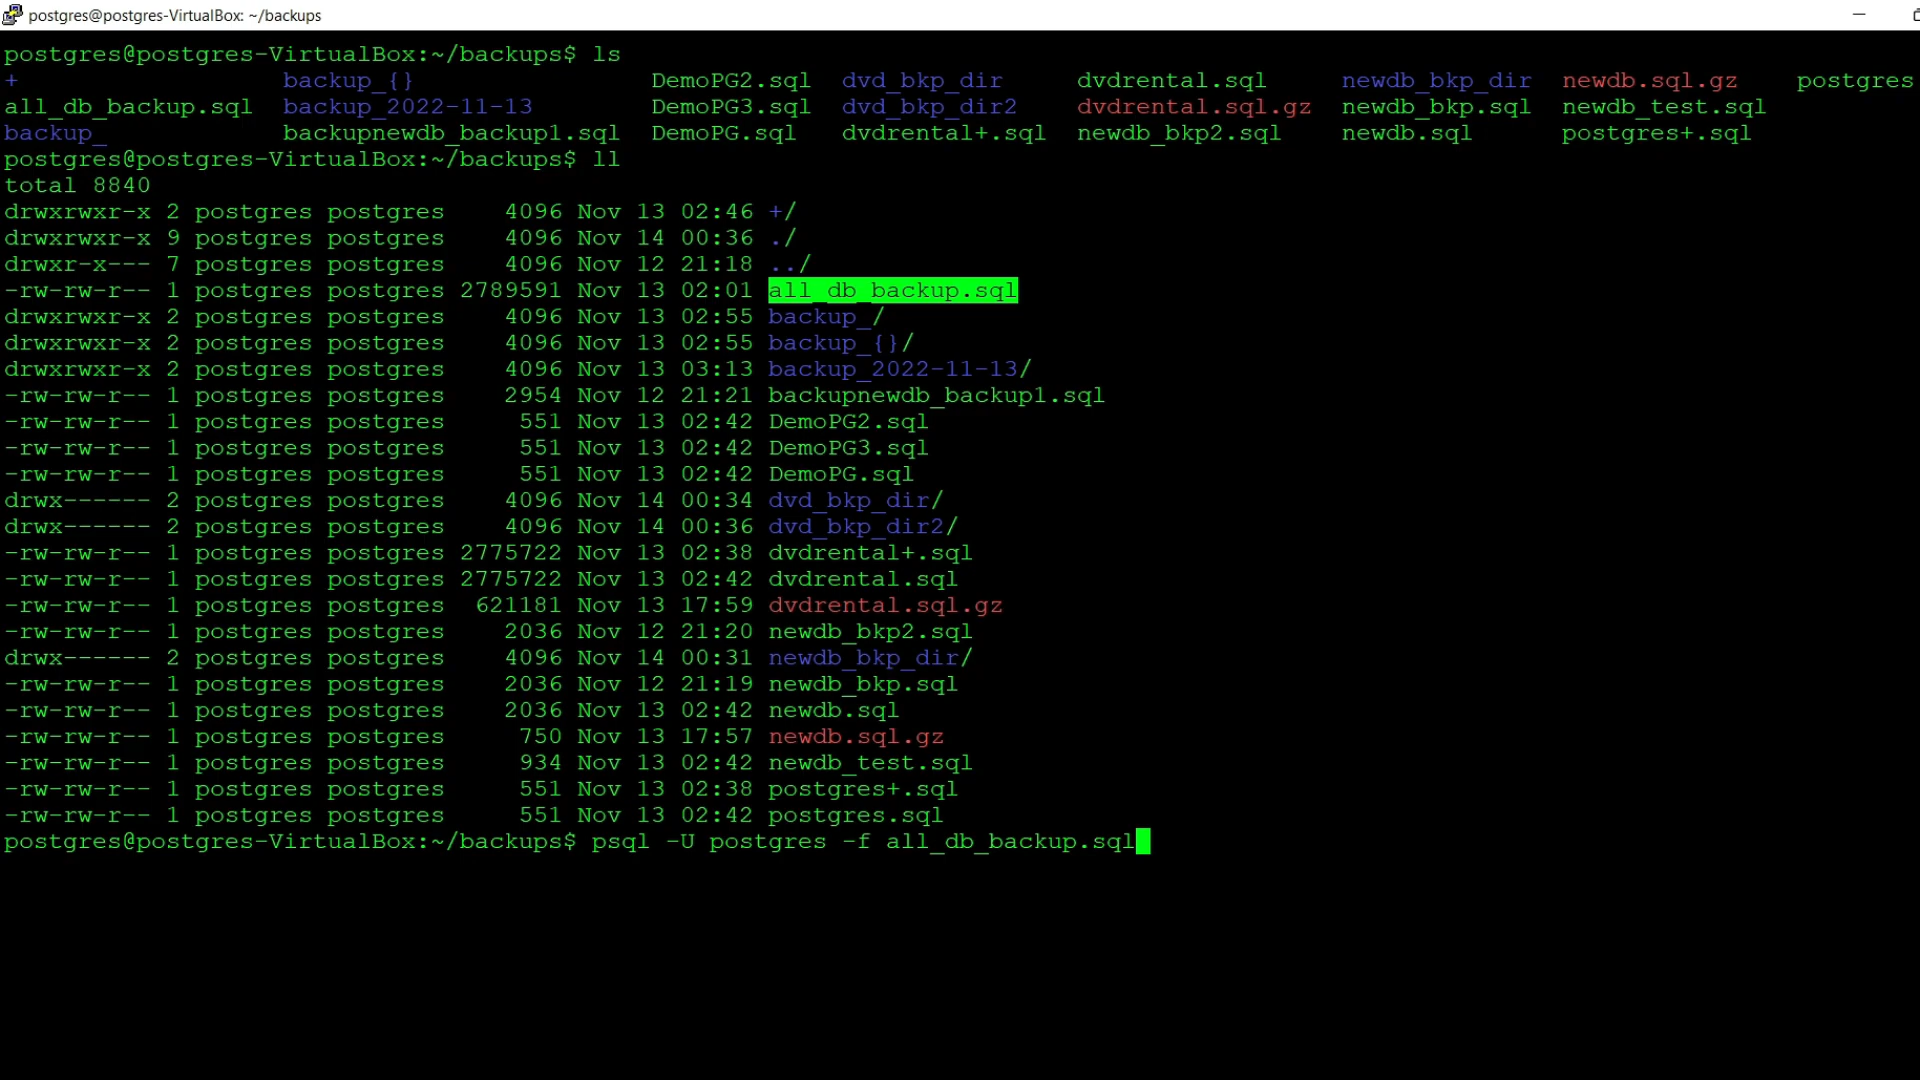 postgres@postgres-VirtualBox: ~/backups
postgres@postgres-VirtualBox:~/backups$ ls
+ backup_{} DemoPG2.sql dvd_bkp_dir dvdrental.sql newdb_bkp_dir newdb.sql.gz postgres
all_db_backup.sql backup_2022-11-13 DemoPG3.sql dvd_bkp_dir2 dvdrental.sql.gz newdb_bkp.sql newdb_test.sql
backup_ backupnewdb_backup1.sql DemoPG.sql dvdrental+.sql newdb_bkp2.sql newdb.sql postgres+.sql
postgres@postgres-VirtualBox:~/backups$ ll
total 8840
drwxrwxr-x 2 postgres postgres 4096 Nov 13 02:46 +/
drwxrwxr-x 9 postgres postgres 4096 Nov 14 00:36 ./
drwxr-x--- 7 postgres postgres 4096 Nov 12 21:18 ../
-rw-rw-r-- 1 postgres postgres 2789591 Nov 13 02:01 all_db_backup.sql
drwxrwxr-x 2 postgres postgres 4096 Nov 13 02:55 backup_/
drwxrwxr-x 2 postgres postgres 4096 Nov 13 02:55 backup_{}/
drwxrwxr-x 2 postgres postgres 4096 Nov 13 03:13 backup_2022-11-13/
-rw-rw-r-- 1 postgres postgres 2954 Nov 12 21:21 backupnewdb_backup1.sql
-rw-rw-r-- 1 postgres postgres 551 Nov 13 02:42 DemoPG2.sql
-rw-rw-r-- 1 postgres postgres 551 Nov 13 02:42 DemoPG3.sql
-rw-rw-r-- 1 postgres postgres 551 Nov 13 02:42 DemoPG.sql
drwx------ 2 postgres postgres 4096 Nov 14 00:34 dvd_bkp_dir/
drwx------ 2 postgres postgres 4096 Nov 14 00:36 dvd_bkp_dir2/
-rw-rw-r-- 1 postgres postgres 2775722 Nov 13 02:38 dvdrental+.sql
-rw-rw-r-- 1 postgres postgres 2775722 Nov 13 02:42 dvdrental.sql
-rw-rw-r-- 1 postgres postgres 621181 Nov 13 17:59 dvdrental.sql.gz
-rw-rw-r-- 1 postgres postgres 2036 Nov 12 21:20 newdb_bkp2.sql
drwx------ 2 postgres postgres 4096 Nov 14 00:31 newdb_bkp_dir/
-rw-rw-r-- 1 postgres postgres 2036 Nov 12 21:19 newdb_bkp.sql
-rw-rw-r-- 1 postgres postgres 2036 Nov 13 02:42 newdb.sql
-rw-rw-r-- 1 postgres postgres 750 Nov 13 17:57 newdb.sql.gz
-rw-rw-r-- 1 postgres postgres 934 Nov 13 02:42 newdb_test.sql
-rw-rw-r-- 1 postgres postgres 551 Nov 13 02:38 postgres+.sql
-rw-rw-r-- 1 postgres postgres 551 Nov 13 02:42 postgres.sql
postgres@postgres-VirtualBox:~/backups$ psql -U postgres -f all_db_backup.sql